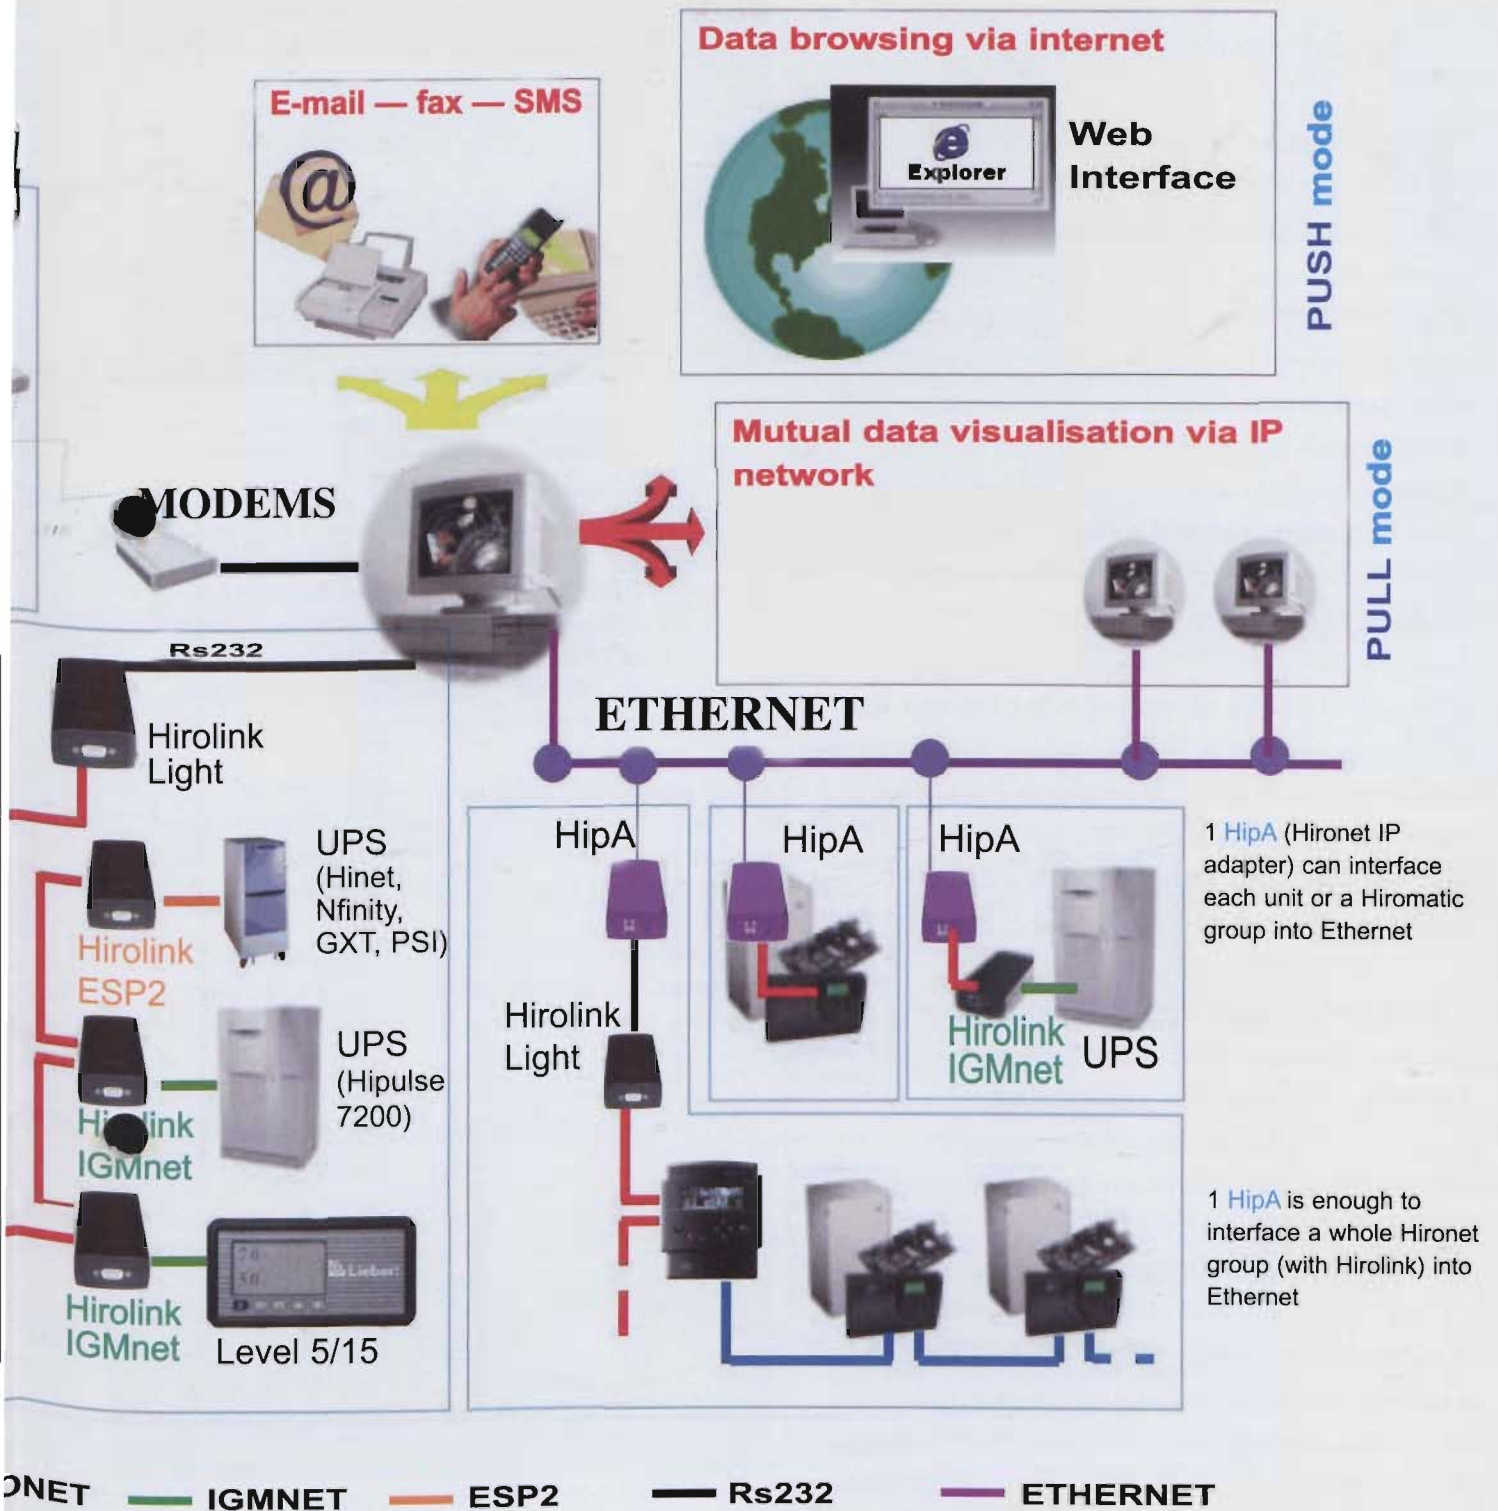 Data browsing via internet
E-mail — fax — SMS
Explorer
Web
Interface
PUSH mode
Mutual data visualisation via IP
network
PULL mode
MODEMS
Rs232
Hirolink
Light
ETHERNET
UPS
(Hinet,
Nfinity,
GXT, PSI)
Hirolink
ESP2
UPS
(Hipulse
7200)
IGMnet
Hirolink
IGMnet
Liebert
Level 5/15
HipA
HipA
HipA
Hirolink
Light
Hirolink
IGMnet
UPS
1 HipA (Hironet IP
adapter) can interface
each unit or a Hiromatic
group into Ethernet
1 HipA is enough to
interface a whole Hironet
group (with Hirolink) into
Ethernet
ONET
IGMNET
ESP2
Rs232
ETHERNET